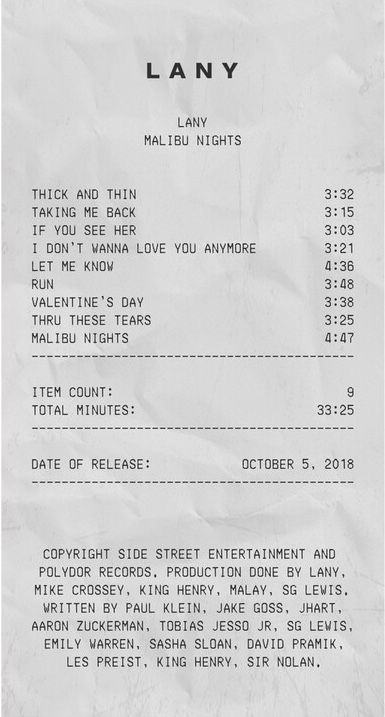 LANY
LANY
MALIBU NIGHTS
THICK AND THIN 3:32
TAKING ME BACK 3:15
IF YOU SEE HER 3:03
I DON'T WANNA LOVE YOU ANYMORE 3:21
LET ME KNOW 4:36
RUN 3:48
VALENTINE'S DAY 3:38
THRU THESE TEARS 3:25
MALIBU NIGHTS 4:47
ITEM COUNT: 9
TOTAL MINUTES: 33:25
DATE OF RELEASE: OCTOBER 5, 2018
COPYRIGHT SIDE STREET ENTERTAINMENT AND
POLYDOR RECORDS. PRODUCTION DONE BY LANY,
MIKE CROSSEY, KING HENRY, MALAY, SG LEWIS.
WRITTEN BY PAUL KLEIN, JAKE GOSS, JHART,
AARON ZUCKERMAN, TOBIAS JESSO JR, SG LEWIS,
EMILY WARREN, SASHA SLOAN, DAVID PRAMIK,
LES PREIST, KING HENRY, SIR NOLAN.